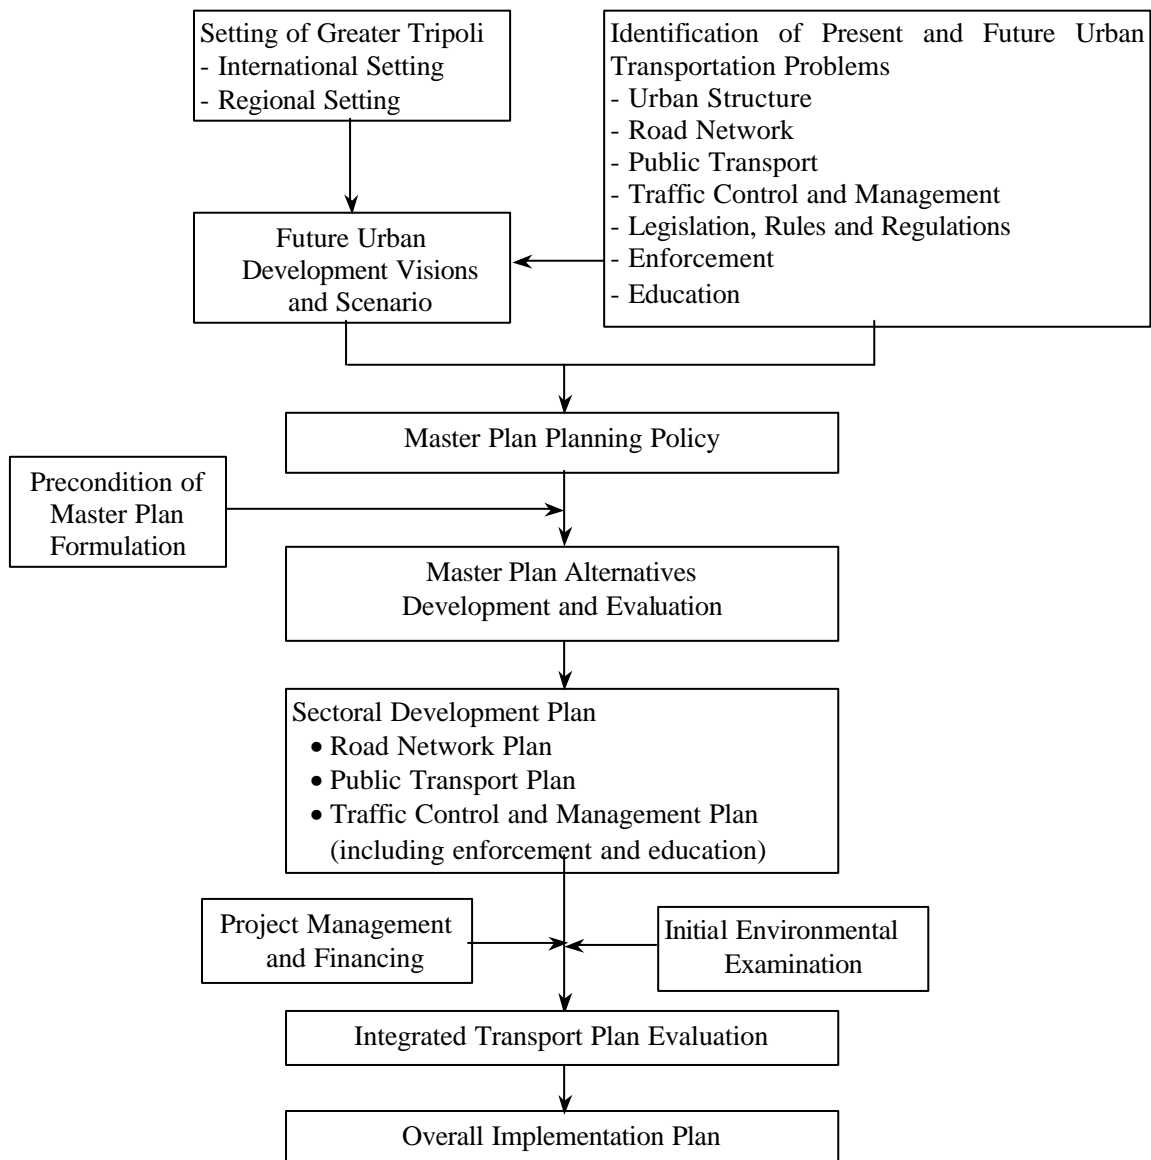 Setting of Greater Tripoli
- International Setting
- Regional Setting
Identification of Present and Future Urban
Transportation Problems
- Urban Structure
- Road Network
- Public Transport
- Traffic Control and Management
- Legislation, Rules and Regulations
- Enforcement
- Education
Future Urban
Development Visions
and Scenario
Master Plan Planning Policy
Precondition of
Master Plan
Formulation
Master Plan Alternatives
Development and Evaluation
Sectoral Development Plan
• Road Network Plan
• Public Transport Plan
• Traffic Control and Management Plan
(including enforcement and education)
Project Management
and Financing
Initial Environmental
Examination
Integrated Transport Plan Evaluation
Overall Implementation Plan